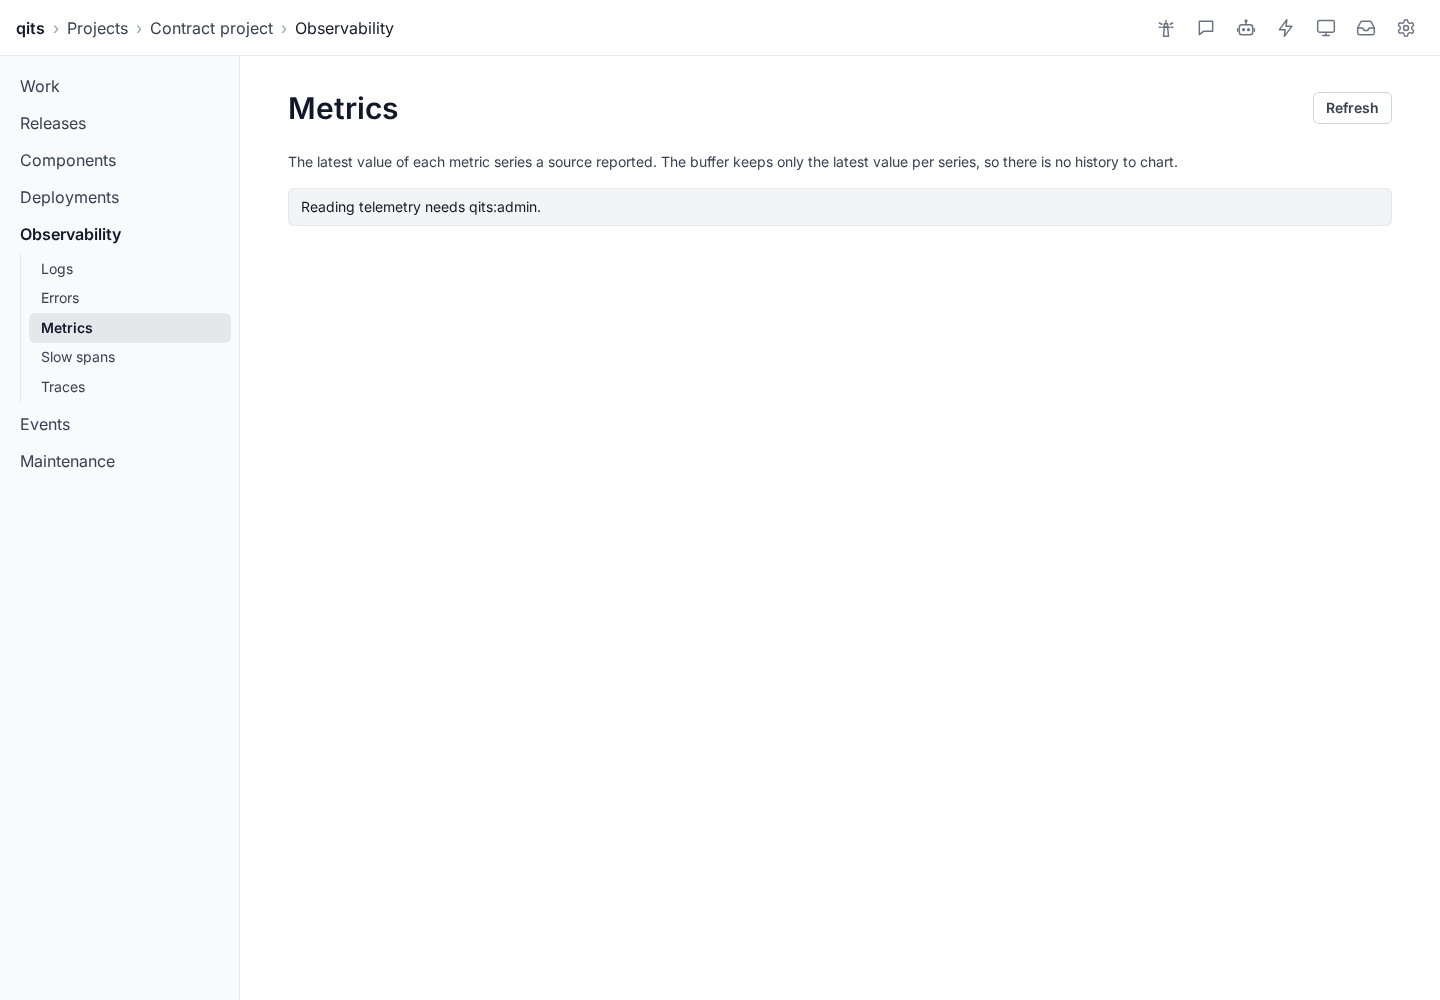 qits › Projects › Contract project › Observability
Work
Releases
Components
Deployments
Observability
Logs
Errors
Metrics
Slow spans
Traces
Events
Maintenance
Metrics
Refresh
The latest value of each metric series a source reported. The buffer keeps only the latest value per series, so there is no history to chart.
Reading telemetry needs qits:admin.